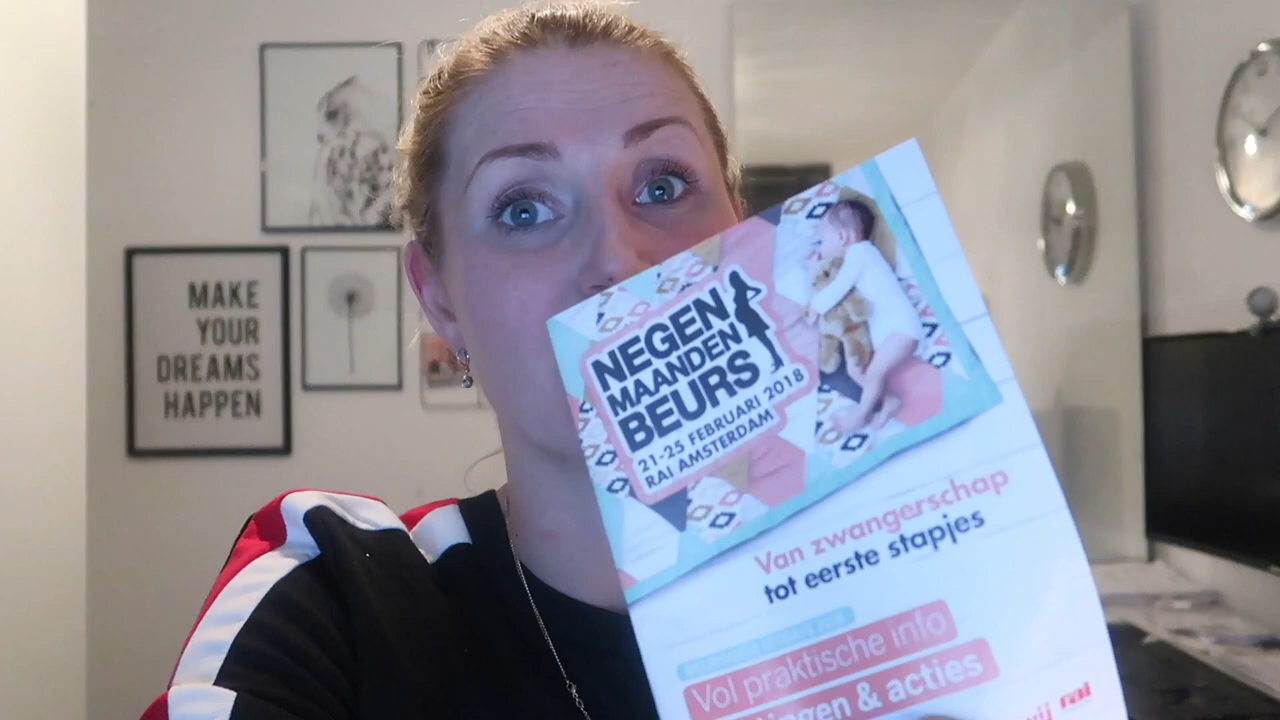 MAKE
YOUR
DREAMS
HAPPEN
NEGEN
MAANDEN
BEURS
21-25 FEBRUARI 2018
RAI AMSTERDAM
Van zwangerschap
tot eerste stapjes
Vol praktische info
& acties
rai